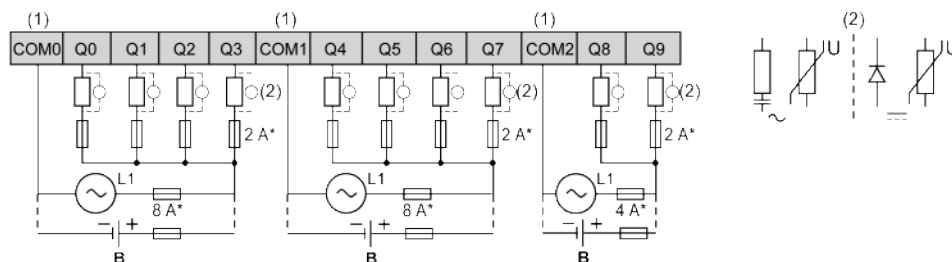 (1) (1) (1) (2)
COM0 Q0 Q1 Q2 Q3 COM1 Q4 Q5 Q6 Q7 COM2 Q8 Q9
U U
(2) (2) (2)
2 A* 2 A* 2 A*
L1 L1 L1
8 A* 8 A* 4 A*
− + − + − +
B B B